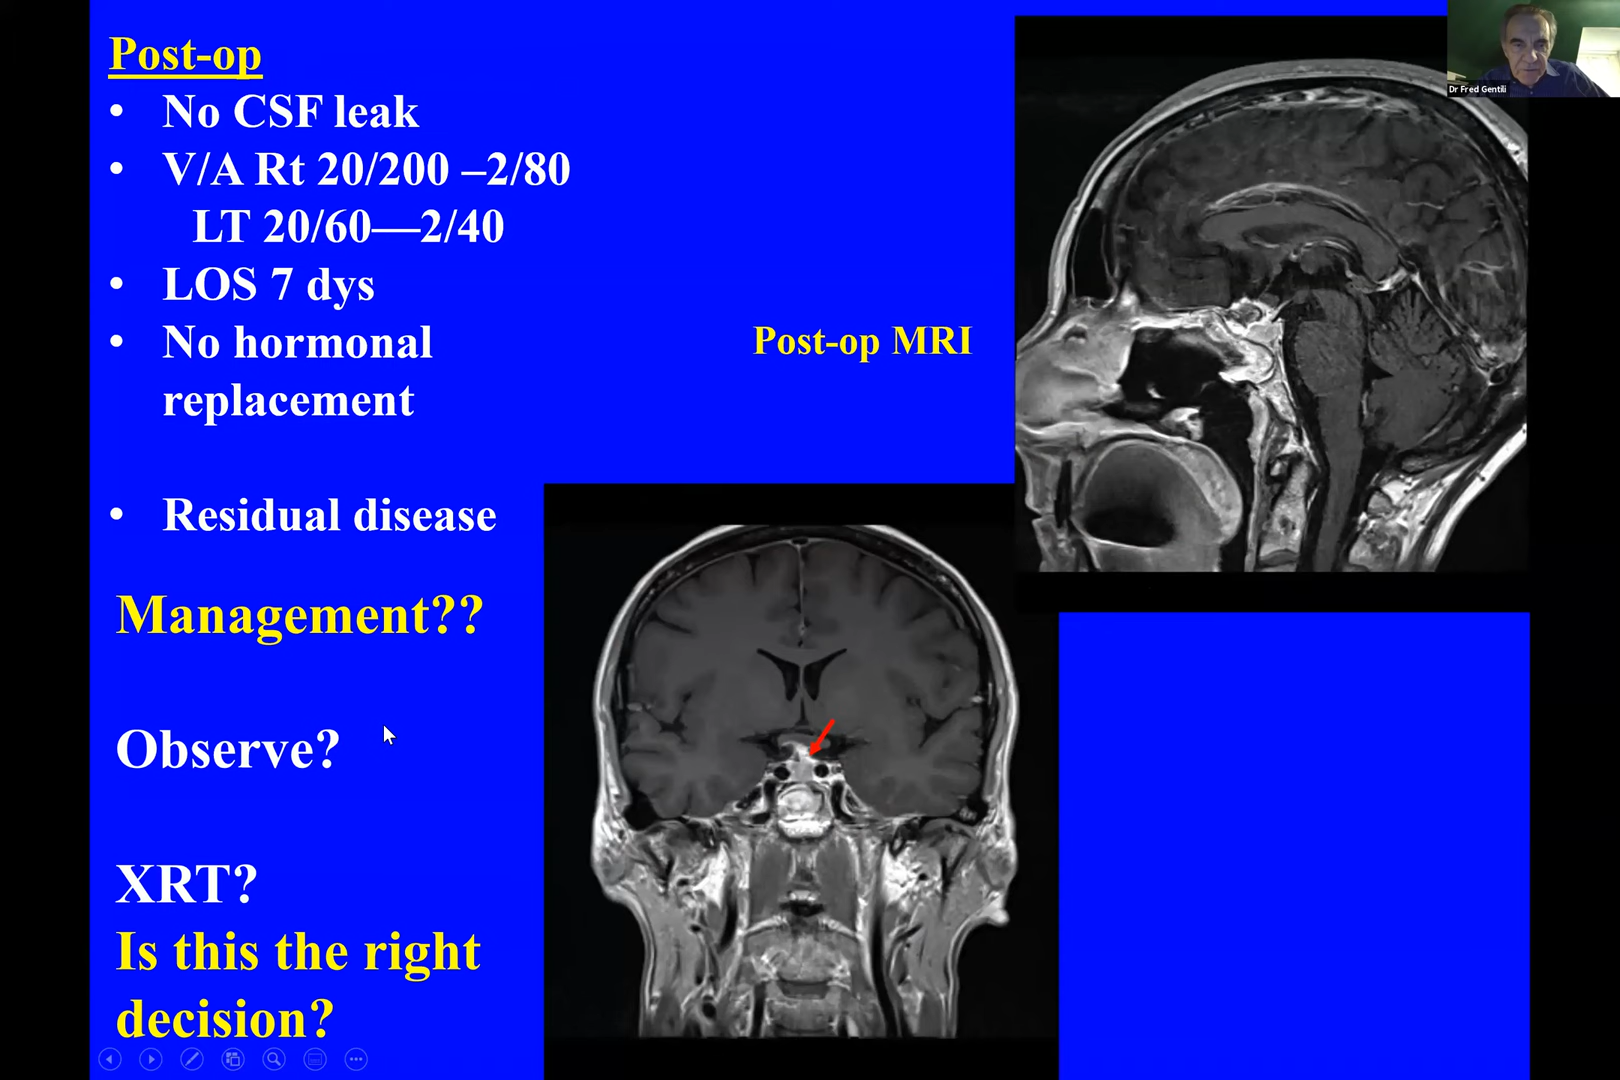 Post-op
• No CSF leak
• V/A Rt 20/200 –2/80
LT 20/60—2/40
• LOS 7 dys
• No hormonal
replacement
• Residual disease
Management??
Observe?
XRT?
Is this the right
decision?
Post-op MRI
Dr Fred Gentili